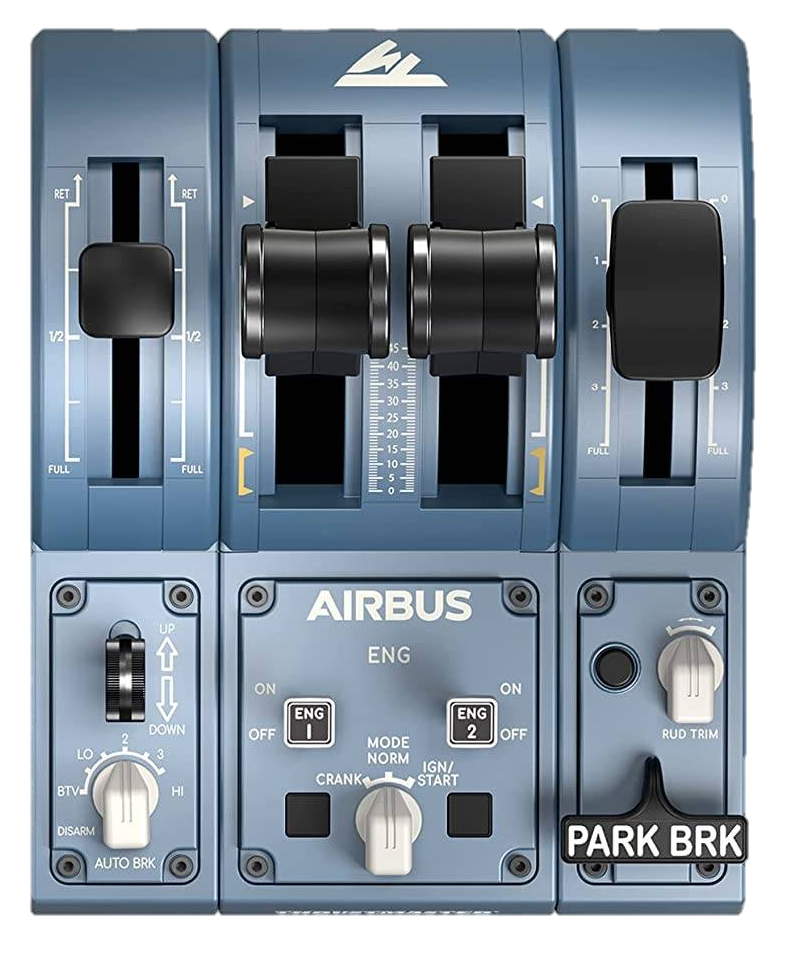 RET
RET
1/2
1/2
FULL
FULL
45
40
35
30
25
20
15
10
5
0
0
0
1
1
2
2
3
3
FULL
FULL
UP
DOWN
LO
2
3
BTV
HI
DISARM
AUTO BRK
AIRBUS
ENG
ON
ON
OFF
ENG
1
ENG
2
OFF
MODE
NORM
CRANK
IGN/
START
RUD TRIM
PARK BRK